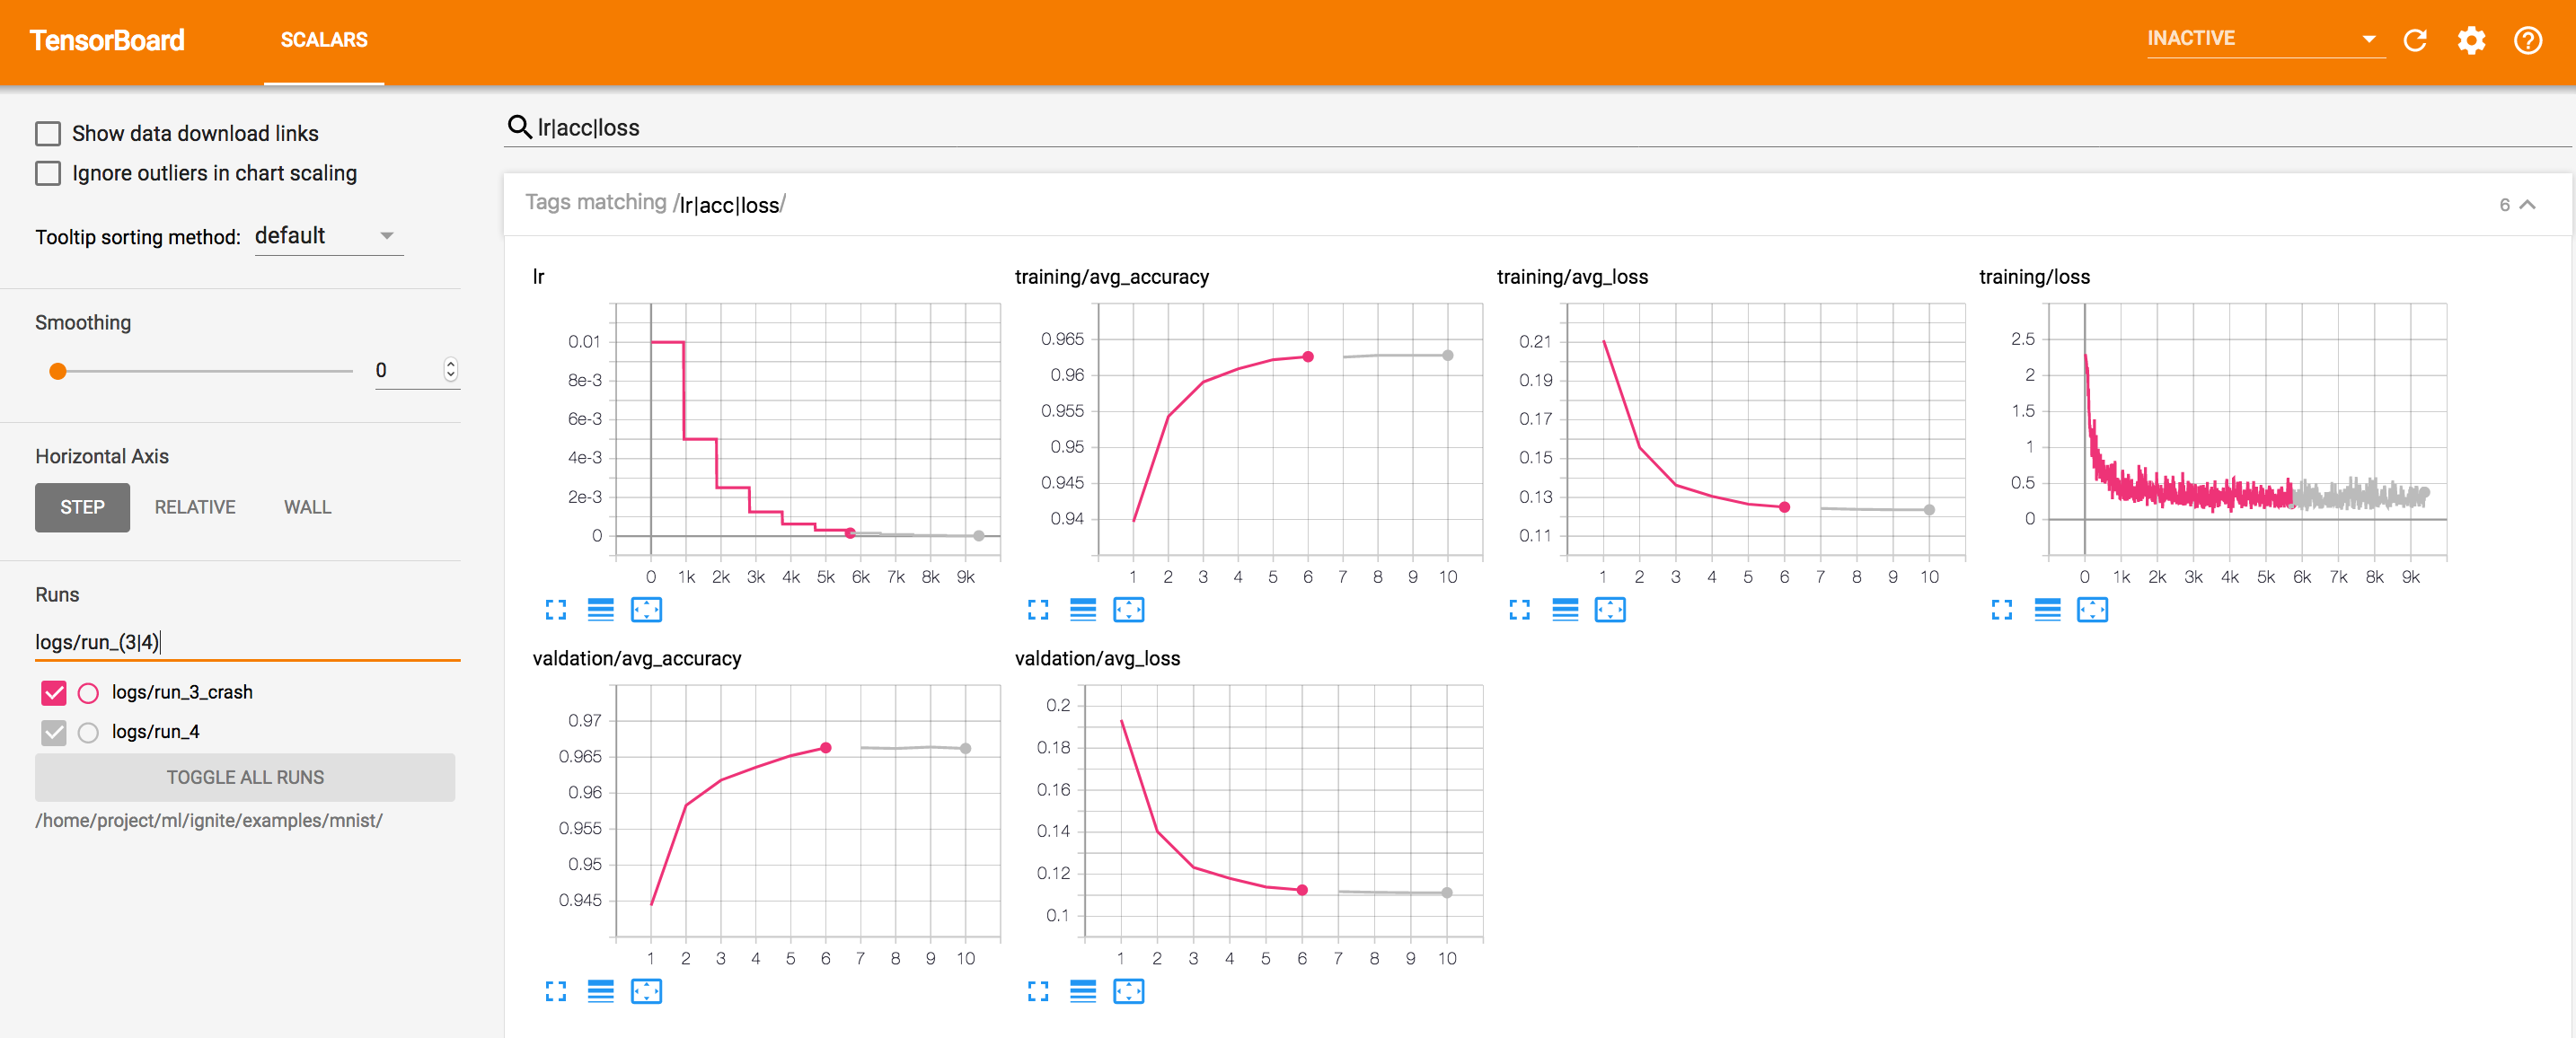 TensorBoard
SCALARS
INACTIVE
Show data download links
Ignore outliers in chart scaling
Tooltip sorting method: default
Smoothing
0
Horizontal Axis
STEP RELATIVE WALL
Runs
logs/run_(3|4)
logs/run_3_crash
logs/run_4
TOGGLE ALL RUNS
/home/project/ml/ignite/examples/mnist/
lr|acc|loss
Tags matching /lr|acc|loss/
6
lr
0.01
8e-3
6e-3
4e-3
2e-3
0
0 1k 2k 3k 4k 5k 6k 7k 8k 9k
training/avg_accuracy
0.965
0.96
0.955
0.95
0.945
0.94
1 2 3 4 5 6 7 8 9 10
training/avg_loss
0.21
0.19
0.17
0.15
0.13
0.11
1 2 3 4 5 6 7 8 9 10
training/loss
2.5
2
1.5
1
0.5
0
0 1k 2k 3k 4k 5k 6k 7k 8k 9k
valdation/avg_accuracy
0.97
0.965
0.96
0.955
0.95
0.945
1 2 3 4 5 6 7 8 9 10
valdation/avg_loss
0.2
0.18
0.16
0.14
0.12
0.1
1 2 3 4 5 6 7 8 9 10